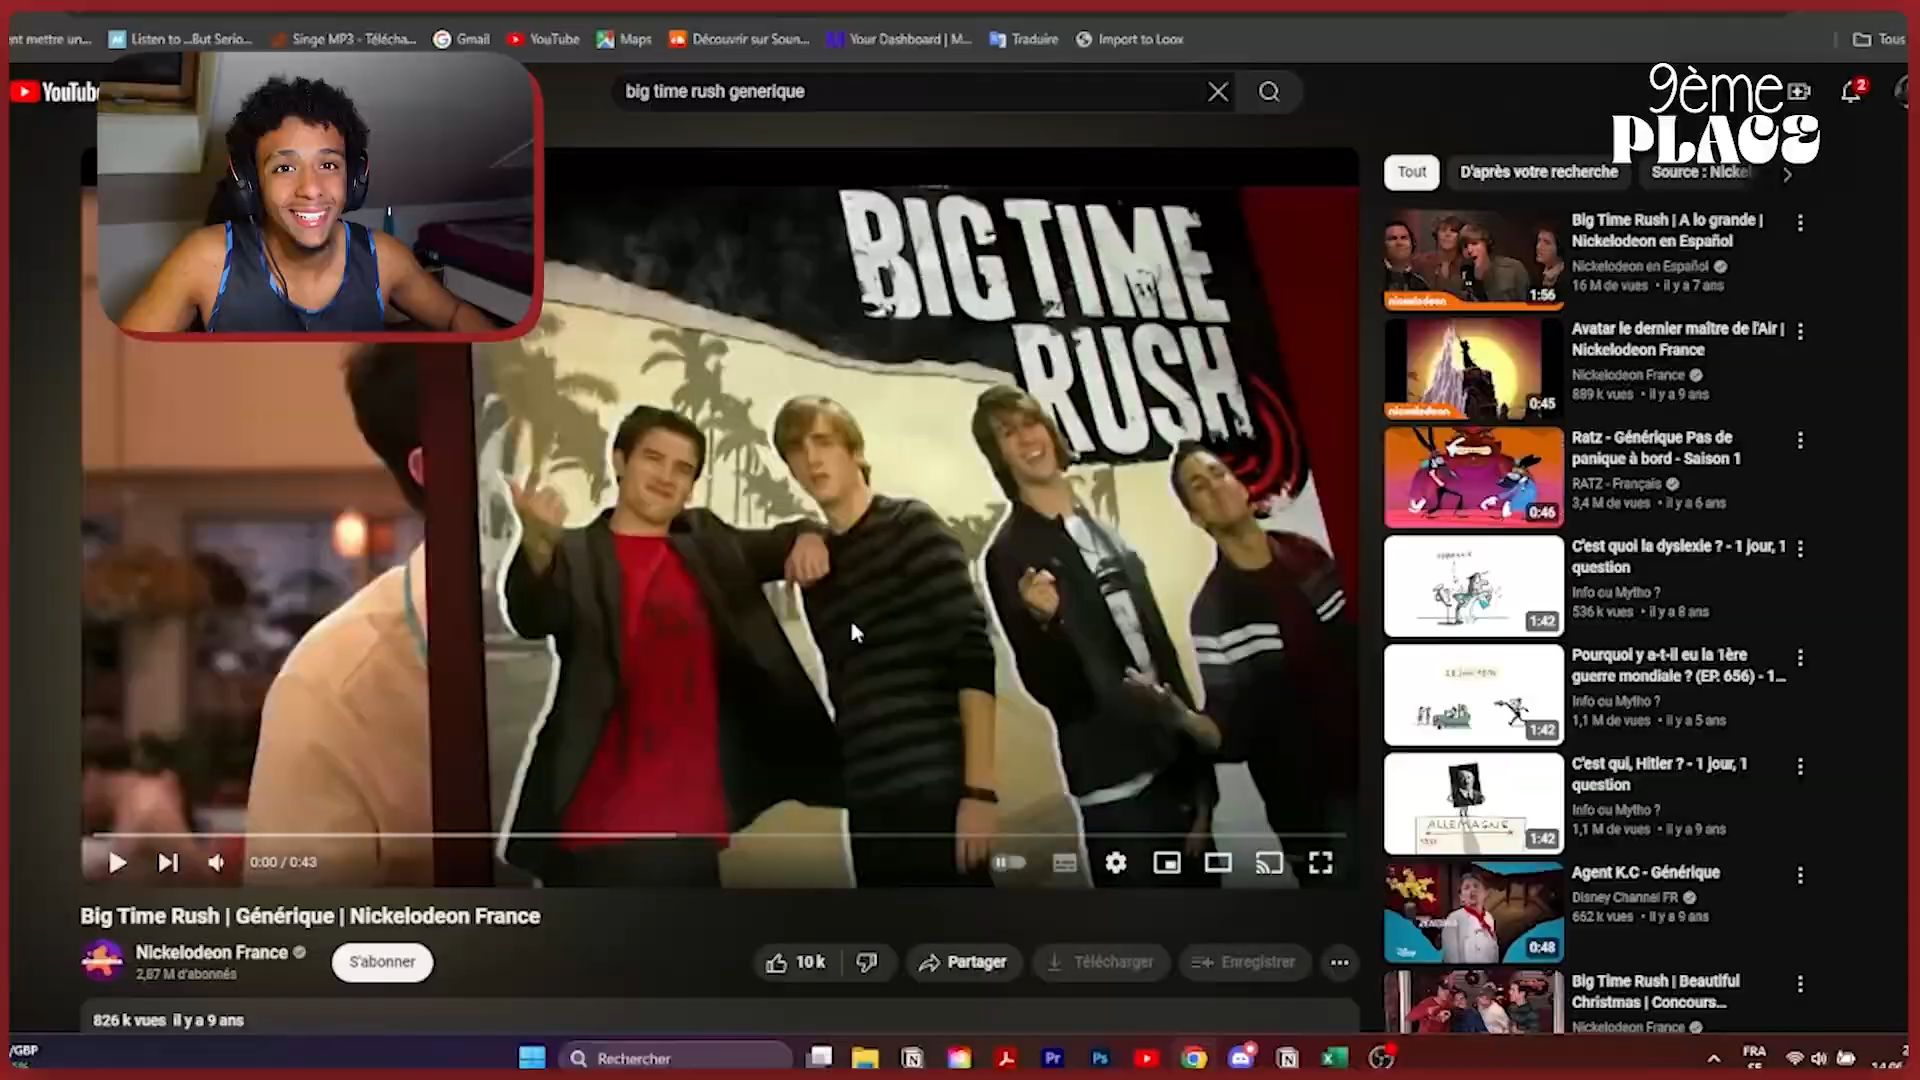 nt mettre un...
Listen to ...But Serio...
Singe MP3 - Télécha...
Gmail
YouTube
Maps
Découvrir sur Soun...
Your Dashboard | M...
Traduire
Import to Loox
Tous
YouTube
big time rush generique
2
9ème
PLACE
BIG TIME
RUSH
Tout
D'après votre recherche
Source : Nickel
Big Time Rush | A lo grande |
Nickelodeon en Español
Nickelodeon en Español
16 M de vues • il y a 7 ans
nickelodeon
1:56
Avatar le dernier maître de l'Air |
Nickelodeon France
Nickelodeon France
889 k vues • il y a 9 ans
nickelodeon
0:45
Ratz - Générique Pas de
panique à bord - Saison 1
RATZ - Français
3,4 M de vues • il y a 6 ans
0:46
C'est quoi la dyslexie ? - 1 jour, 1
question
Info ou Mytho ?
536 k vues • il y a 8 ans
1:42
Pourquoi y a-t-il eu la 1ère
guerre mondiale ? (EP. 656) - 1...
Info ou Mytho ?
1,1 M de vues • il y a 5 ans
1:42
C'est qui, Hitler ? - 1 jour, 1
question
Info ou Mytho ?
1,1 M de vues • il y a 9 ans
ALLEMAGNE
1:42
Agent K.C - Générique
Disney Channel FR
662 k vues • il y a 9 ans
0:48
Big Time Rush | Beautiful
Christmas | Concours...
Nickelodeon France
0:00 / 0:43
Big Time Rush | Générique | Nickelodeon France
Nickelodeon France
2,87 M d'abonnés
S'abonner
10 k
Partager
Télécharger
Enregistrer
826 k vues il y a 9 ans
/GBP
Rechercher
Pr
Ps
FRA